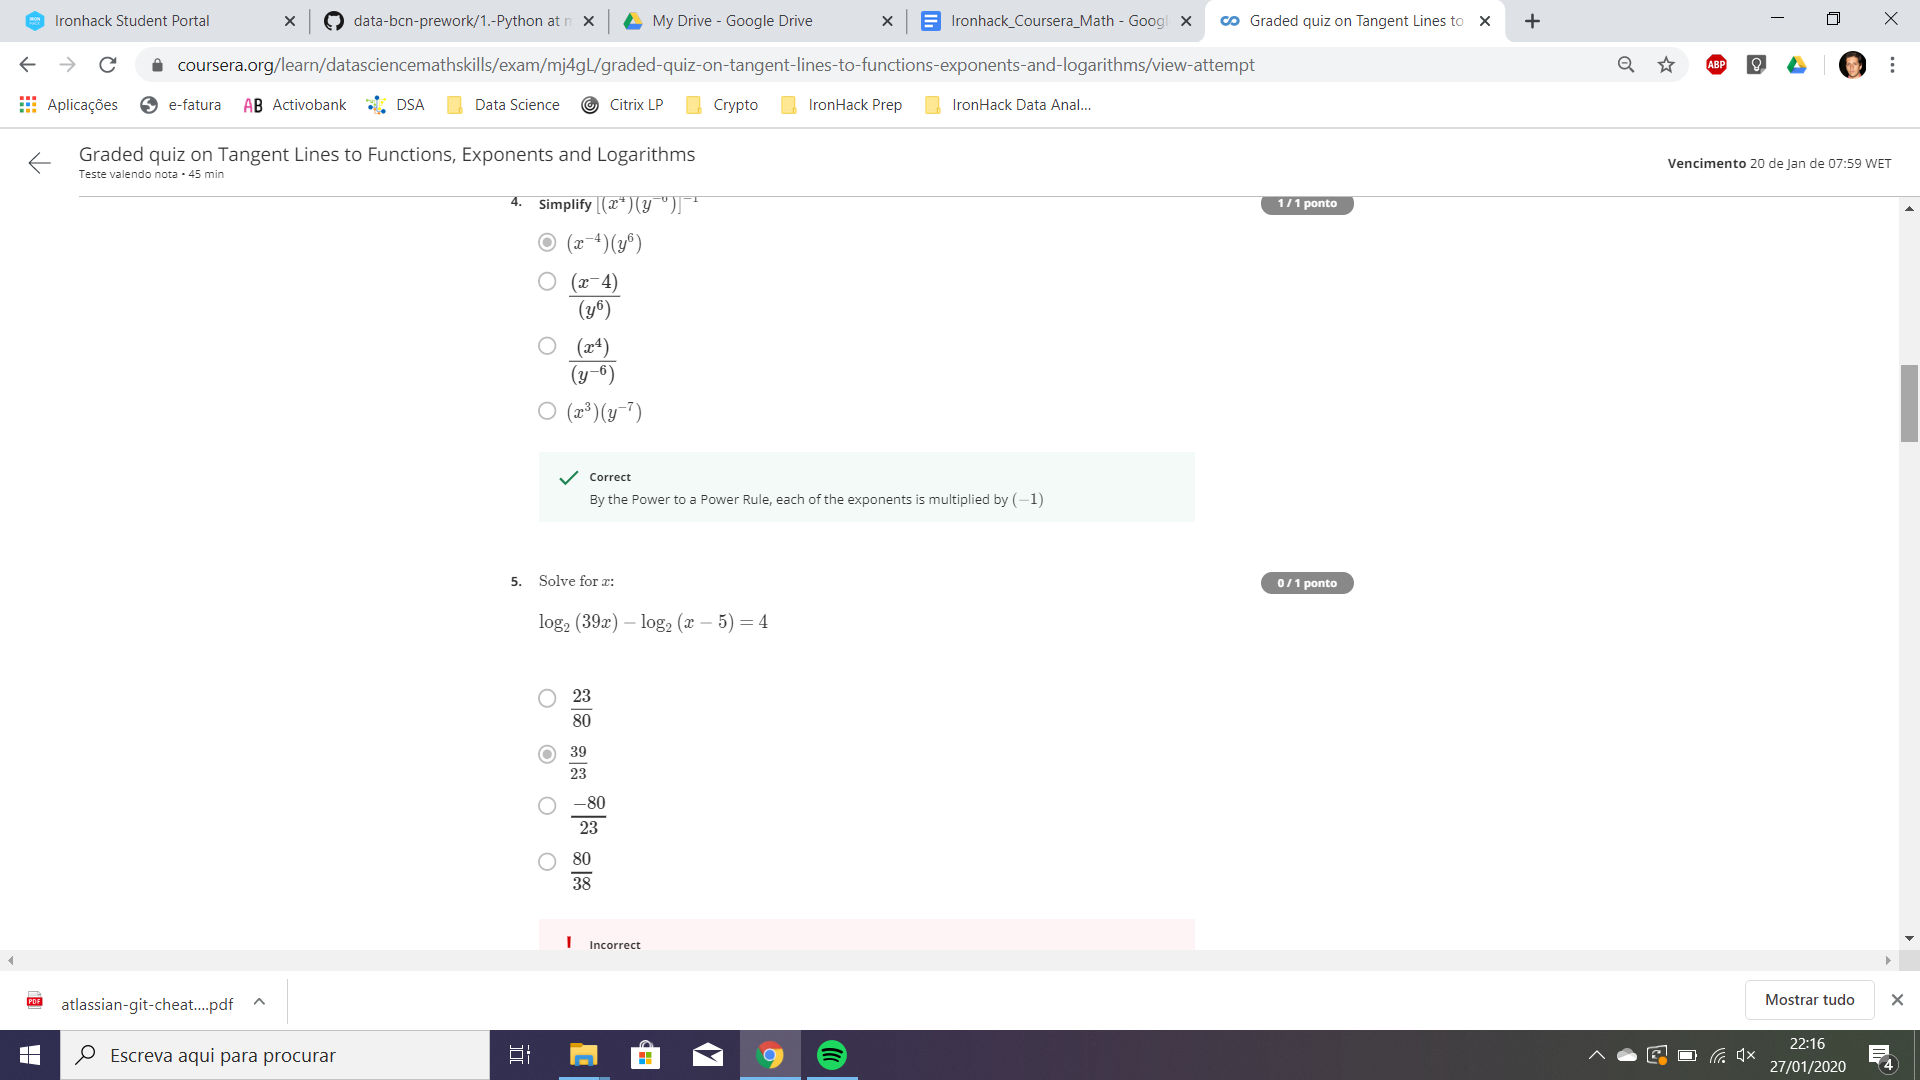 Ironhack Student Portal
data-bcn-prework/1.-Python at m
My Drive - Google Drive
Ironhack_Coursera_Math - Googl
Graded quiz on Tangent Lines to
coursera.org/learn/datasciencemathskills/exam/mj4gL/graded-quiz-on-tangent-lines-to-functions-exponents-and-logarithms/view-attempt
ABP
Aplicações
e-fatura
AB Activobank
DSA
Data Science
Citrix LP
Crypto
IronHack Prep
IronHack Data Anal...
Graded quiz on Tangent Lines to Functions, Exponents and Logarithms
Teste valendo nota • 45 min
Vencimento 20 de Jan de 07:59 WET
4. Simplify [(x⁴)(y⁻⁶)]⁻¹
1 / 1 ponto
(x⁻⁴)(y⁶)
(x⁻4)
(y⁶)
(x⁴)
(y⁻⁶)
(x³)(y⁻⁷)
Correct
By the Power to a Power Rule, each of the exponents is multiplied by (−1)
5. Solve for x:
0 / 1 ponto
log₂ (39x) − log₂ (x − 5) = 4
23
80
39
23
−80
23
80
38
! Incorrect
PDF
atlassian-git-cheat....pdf
Mostrar tudo
Escreva aqui para procurar
22:16
27/01/2020
4